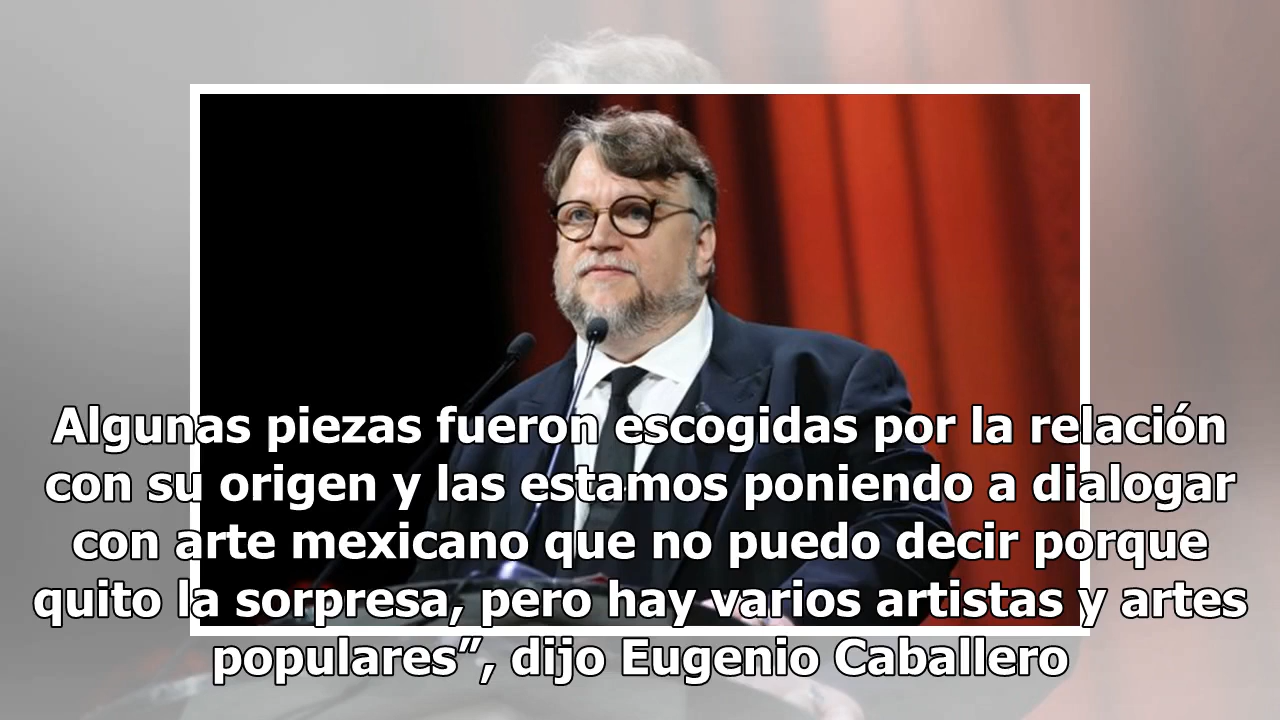 Algunas piezas fueron escogidas por la relación
con su origen y las estamos poniendo a dialogar
con arte mexicano que no puedo decir porque
quito la sorpresa, pero hay varios artistas y artes
populares”, dijo Eugenio Caballero